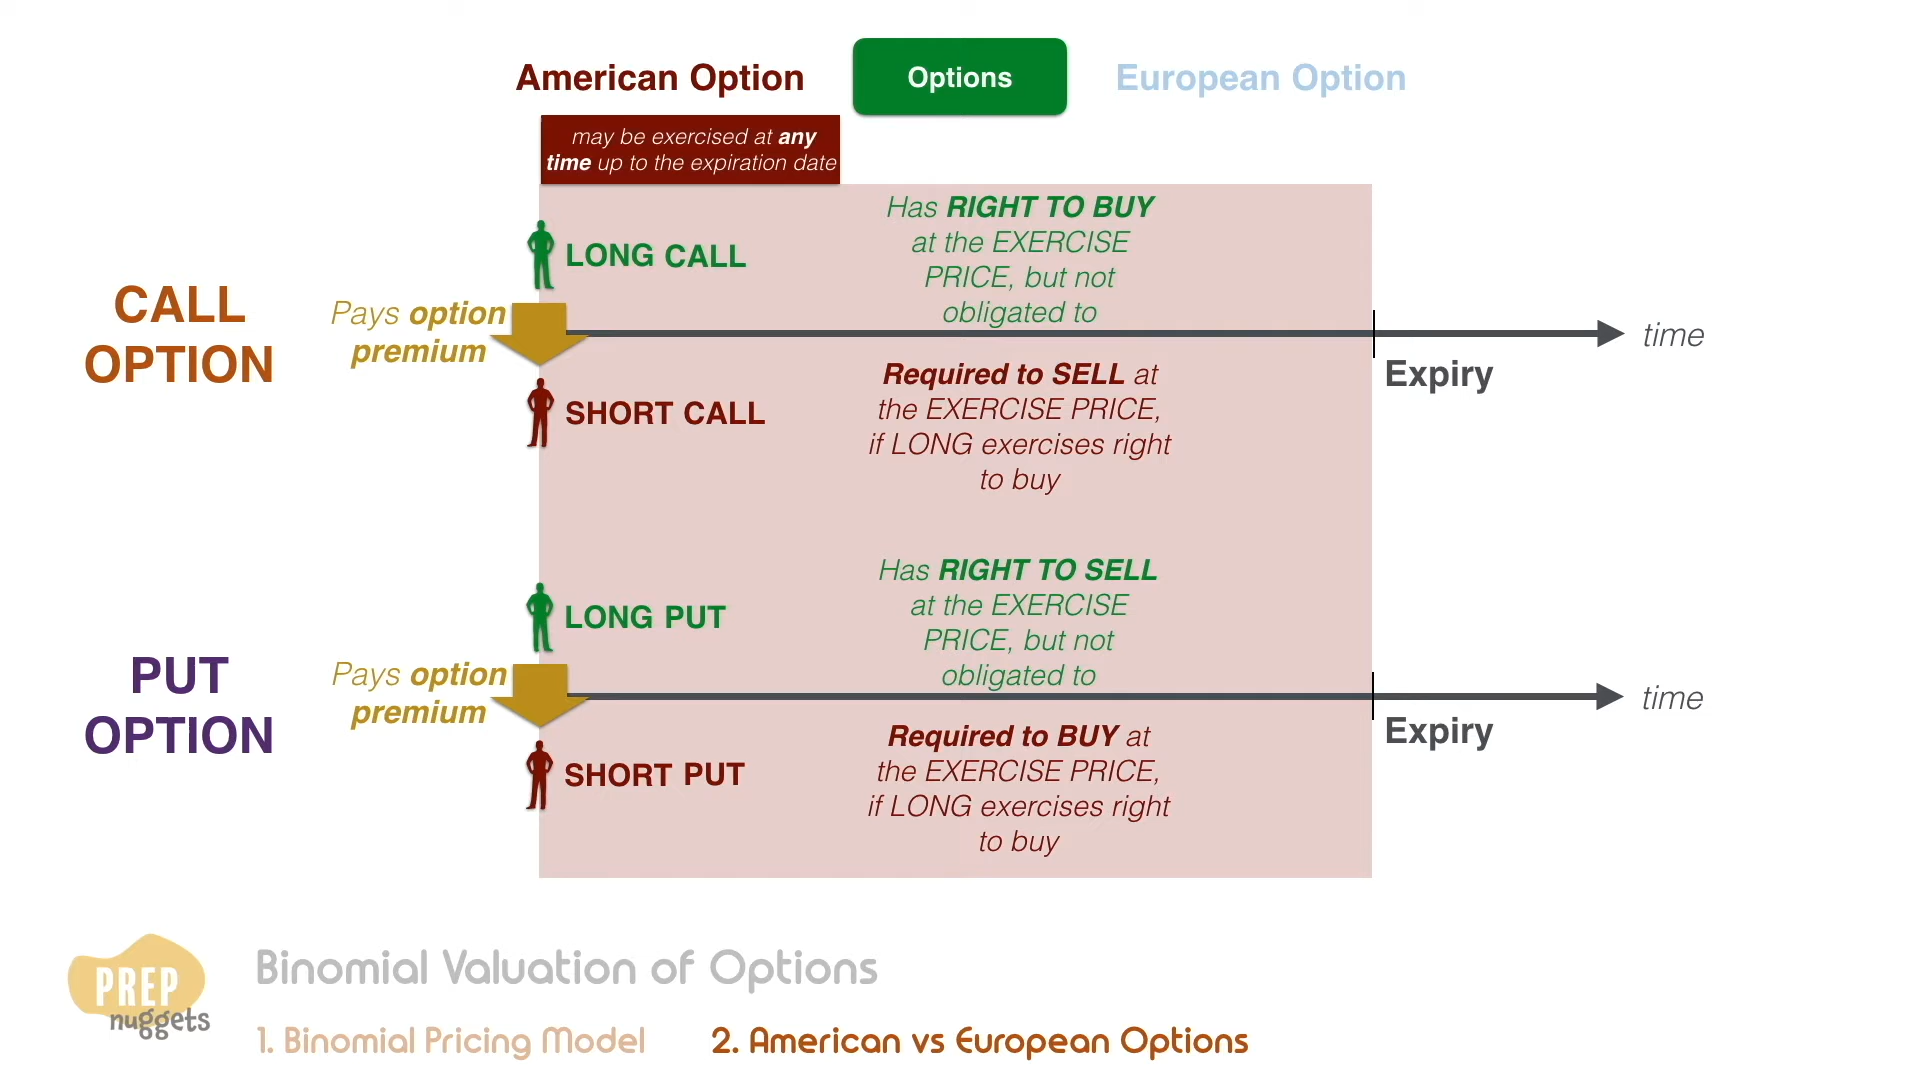 American Option
Options
European Option
may be exercised at any
time up to the expiration date
Has RIGHT TO BUY
at the EXERCISE
PRICE, but not
obligated to
LONG CALL
CALL
OPTION
Pays option
premium
time
Expiry
Required to SELL at
the EXERCISE PRICE,
if LONG exercises right
to buy
SHORT CALL
Has RIGHT TO SELL
at the EXERCISE
PRICE, but not
obligated to
LONG PUT
PUT
OPTION
Pays option
premium
time
Expiry
Required to BUY at
the EXERCISE PRICE,
if LONG exercises right
to buy
SHORT PUT
PREP
nuggets
Binomial Valuation of Options
1. Binomial Pricing Model
2. American vs European Options